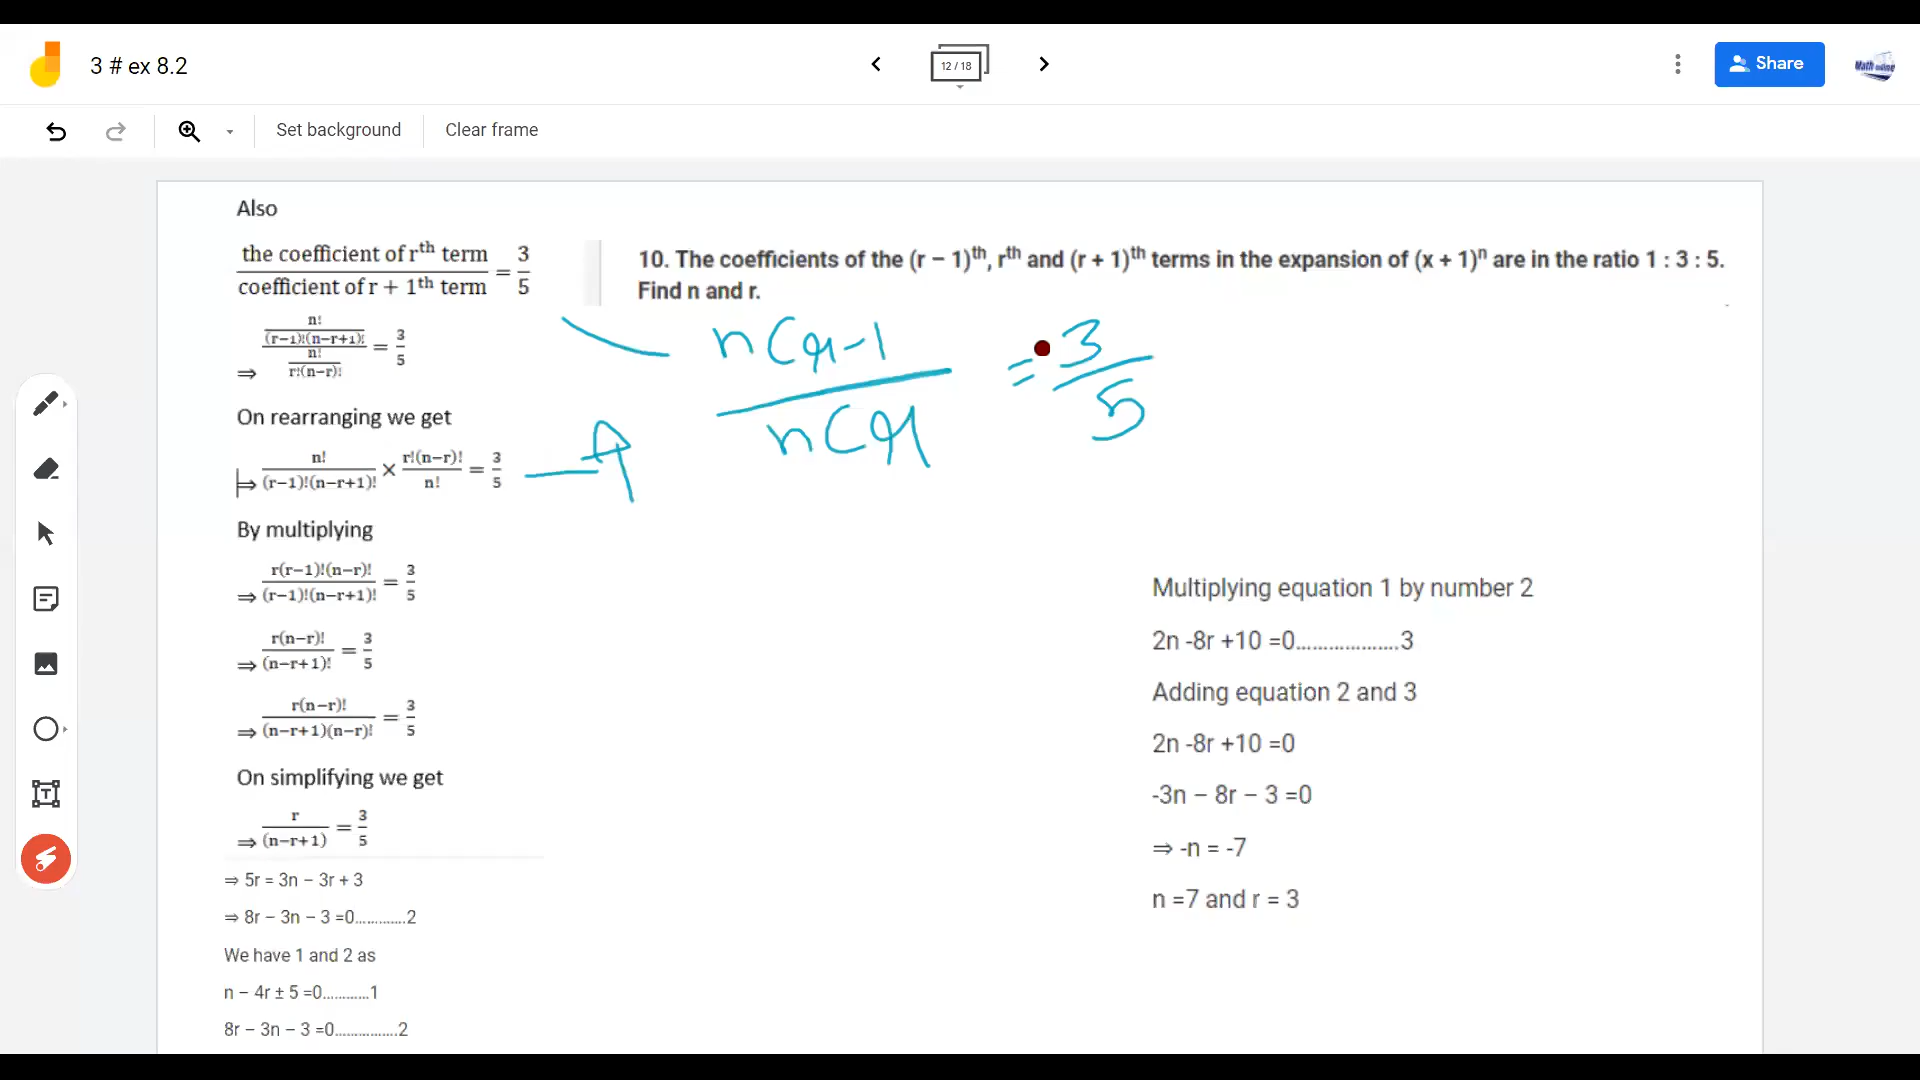 3 # ex 8.2
12 / 18
Share
Math online
Set background
Clear frame
Also
the coefficient of rᵗʰ term / coefficient of r + 1ᵗʰ term = 3/5
10. The coefficients of the (r − 1)ᵗʰ, rᵗʰ and (r + 1)ᵗʰ terms in the expansion of (x + 1)ⁿ are in the ratio 1 : 3 : 5.
Find n and r.
⇒ (n! / (r−1)!(n−r+1)!) / (n! / r!(n−r)!) = 3/5
nCr-1 / nCr = 3/5
On rearranging we get
⇒ n! / (r−1)!(n−r+1)! × r!(n−r)! / n! = 3/5
By multiplying
⇒ r(r−1)!(n−r)! / (r−1)!(n−r+1)! = 3/5
⇒ r(n−r)! / (n−r+1)! = 3/5
⇒ r(n−r)! / (n−r+1)(n−r)! = 3/5
On simplifying we get
⇒ r / (n−r+1) = 3/5
⇒ 5r = 3n − 3r + 3
⇒ 8r − 3n − 3 =0............2
We have 1 and 2 as
n − 4r ± 5 =0...........1
8r − 3n − 3 =0................2
Multiplying equation 1 by number 2
2n -8r +10 =0...................3
Adding equation 2 and 3
2n -8r +10 =0
-3n − 8r − 3 =0
⇒ -n = -7
n =7 and r = 3